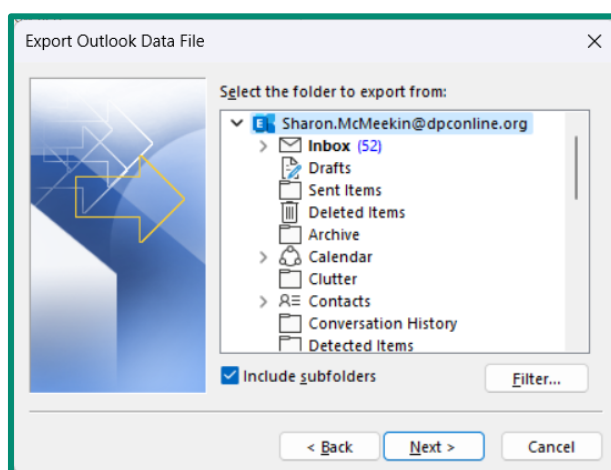 Export Outlook Data File
Select the folder to export from:
Sharon.McMeekin@dpconline.org
Inbox (52)
Drafts
Sent Items
Deleted Items
Archive
Calendar
Clutter
Contacts
Conversation History
Detected Items
Include subfolders
Filter...
< Back
Next >
Cancel